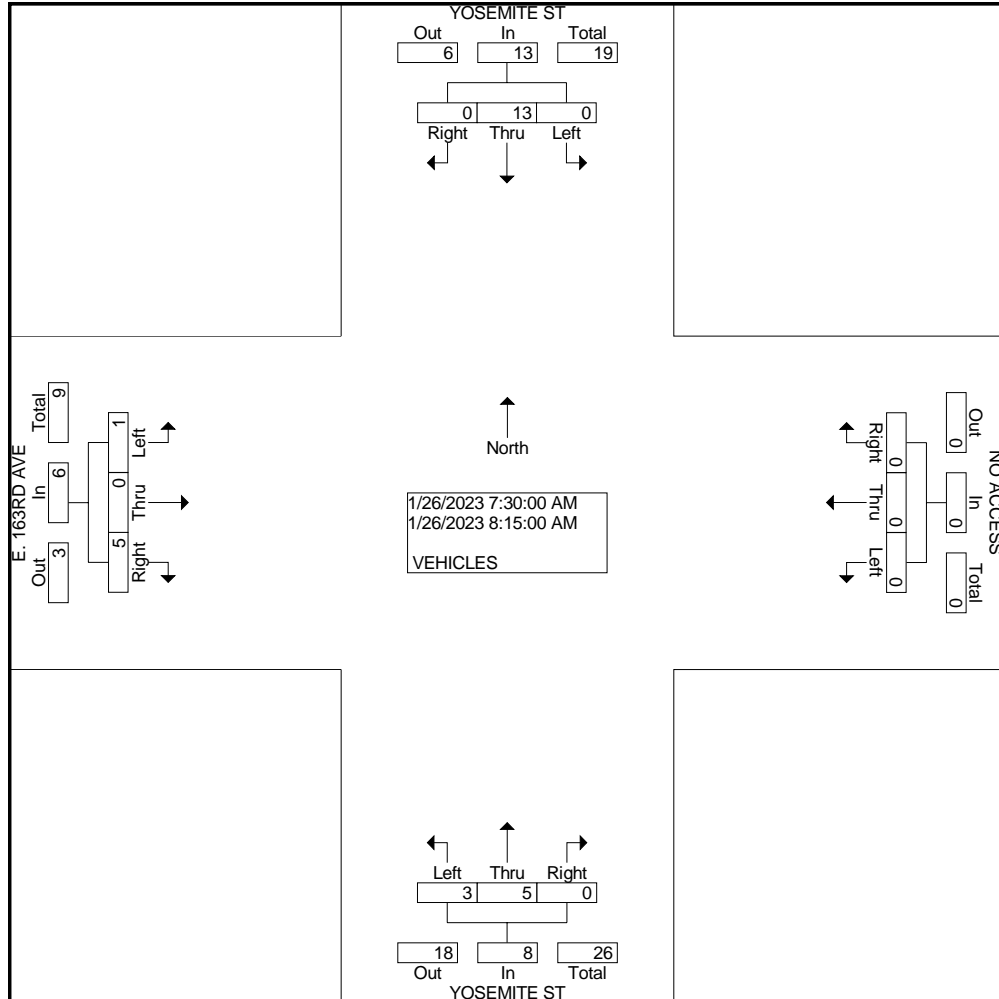 YOSEMITE ST
Out In Total
6 13 19
0 13 0
Right Thru Left
E. 163RD AVE
Total In Out
9 6 3
1 0 5
Left Thru Right
North
1/26/2023 7:30:00 AM
1/26/2023 8:15:00 AM
VEHICLES
Right Thru Left
0 0 0
Out In Total
0 0 0
NO ACCESS
Left Thru Right
3 5 0
18 8 26
Out In Total
YOSEMITE ST